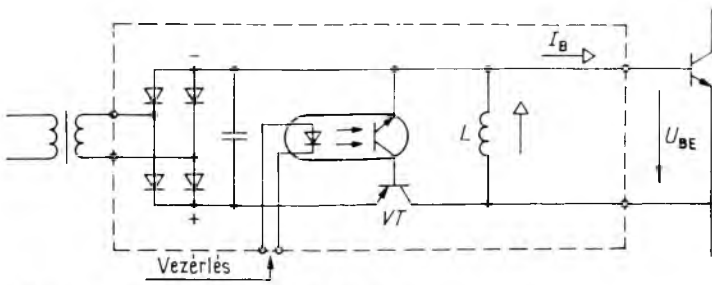 −
I_B
L
U_BE
VT
+
Vezérlés